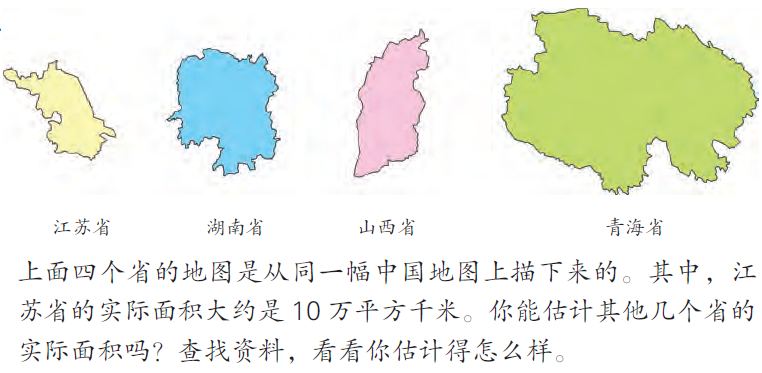 江苏省 湖南省 山西省 青海省
上面四个省的地图是从同一幅中国地图上描下来的。其中，江
苏省的实际面积大约是 10 万平方千米。你能估计其他几个省的
实际面积吗？查找资料，看看你估计得怎么样。